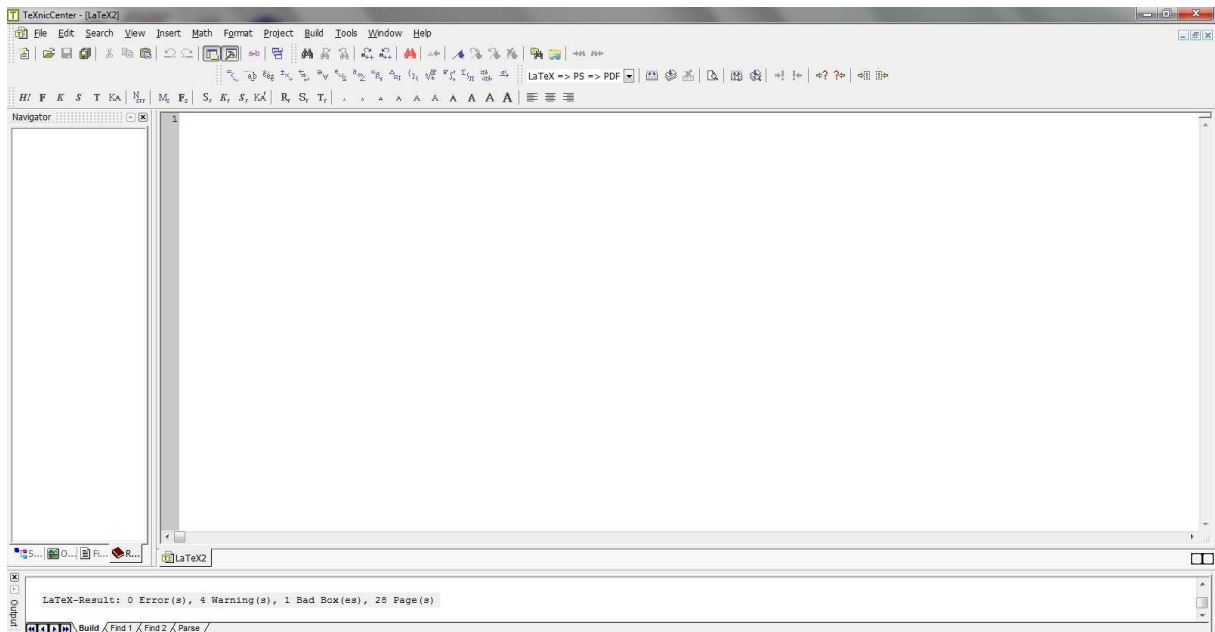 TeXnicCenter - [LaTeX2]
File Edit Search View Insert Math Format Project Build Tools Window Help
LaTeX => PS => PDF
H! F K S T KA
Navigator
1
S... O... Fi... R...
LaTeX2
Output
LaTeX-Result: 0 Error(s), 4 Warning(s), 1 Bad Box(es), 28 Page(s)
Build Find 1 Find 2 Parse